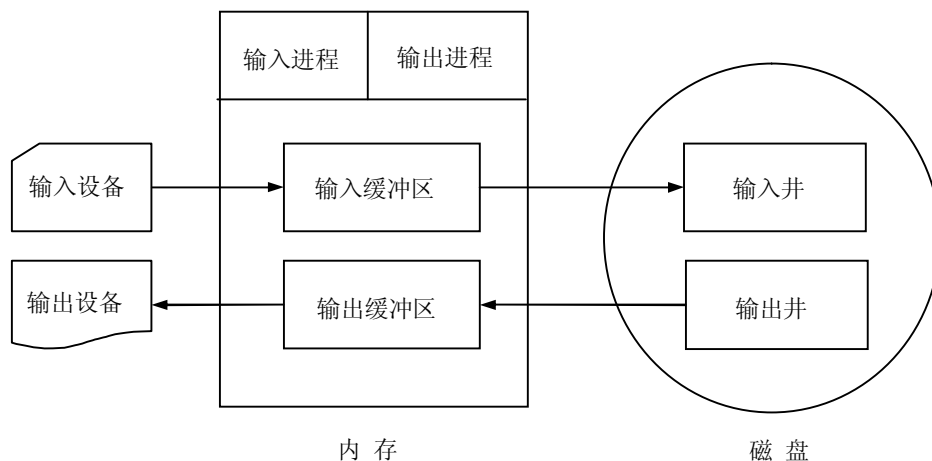 输入进程
输出进程
输入设备
输入缓冲区
输入井
输出设备
输出缓冲区
输出井
内 存
磁 盘